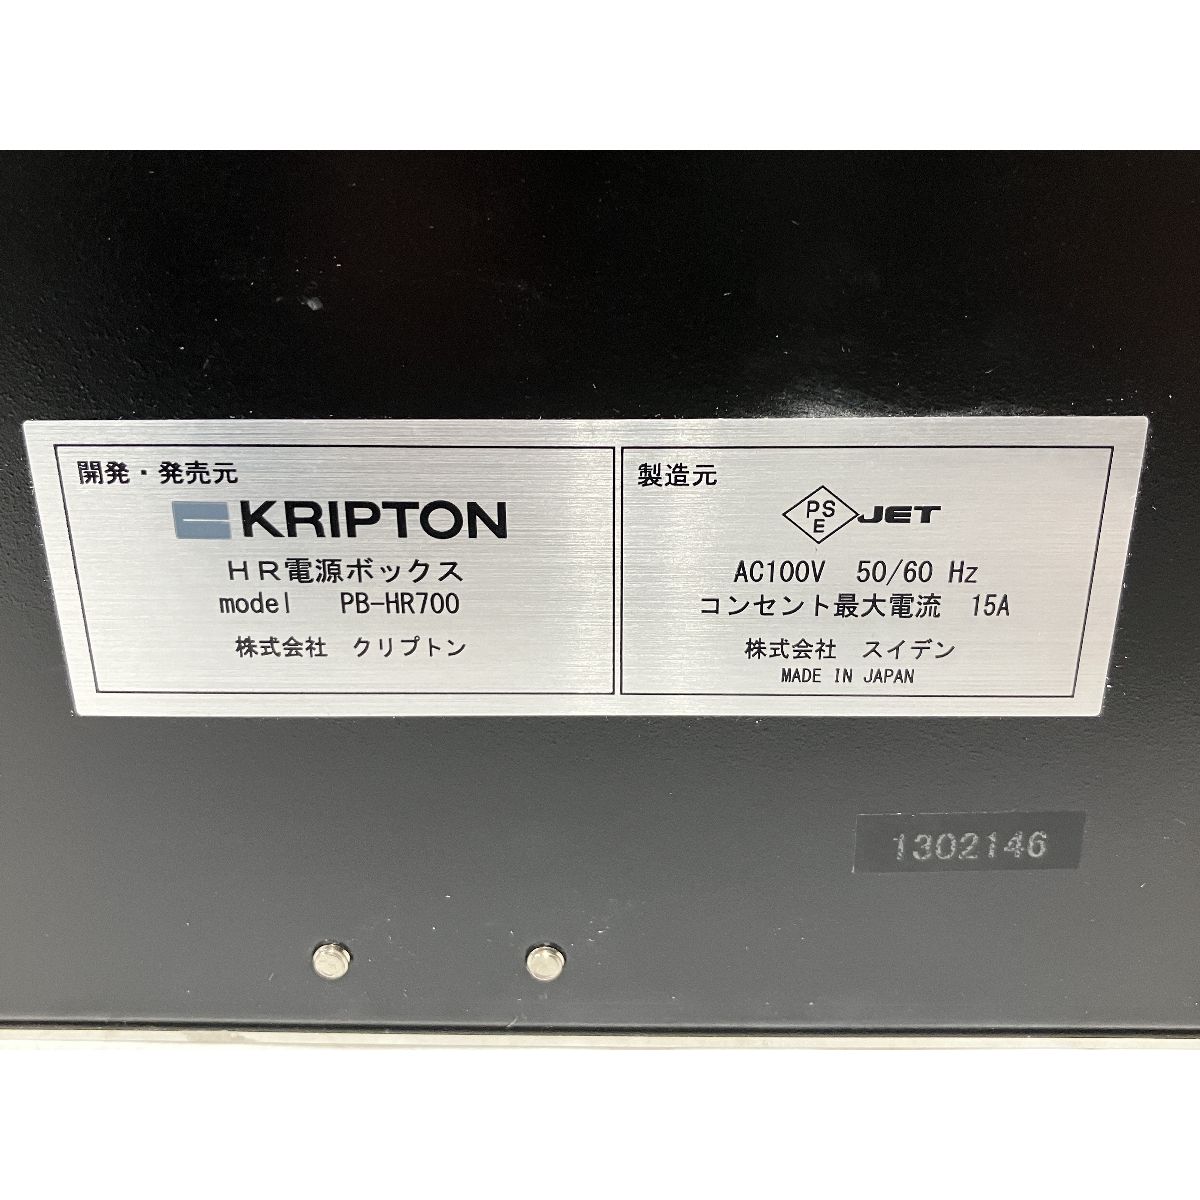 開発・発売元
KRIPTON
ＨＲ電源ボックス
model PB-HR700
株式会社 クリプトン
製造元
PS
E
JET
AC100V 50/60 Hz
コンセント最大電流 15A
株式会社 スイデン
MADE IN JAPAN
1302146